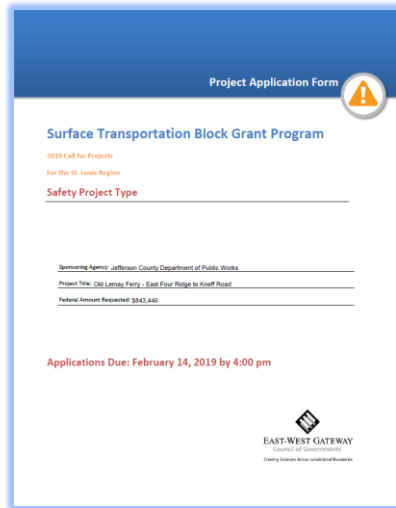 Project Application Form
Surface Transportation Block Grant Program
2019 Call for Projects
For the St. Louis Region
Safety Project Type
Sponsoring Agency: Jefferson County Department of Public Works
Project Title: Old Lemay Ferry - East Four Ridge to Kneff Road
Federal Amount Requested: $843,446
Applications Due: February 14, 2019 by 4:00 pm
EAST-WEST GATEWAY
Council of Governments
Creating Solutions Across Jurisdictional Boundaries